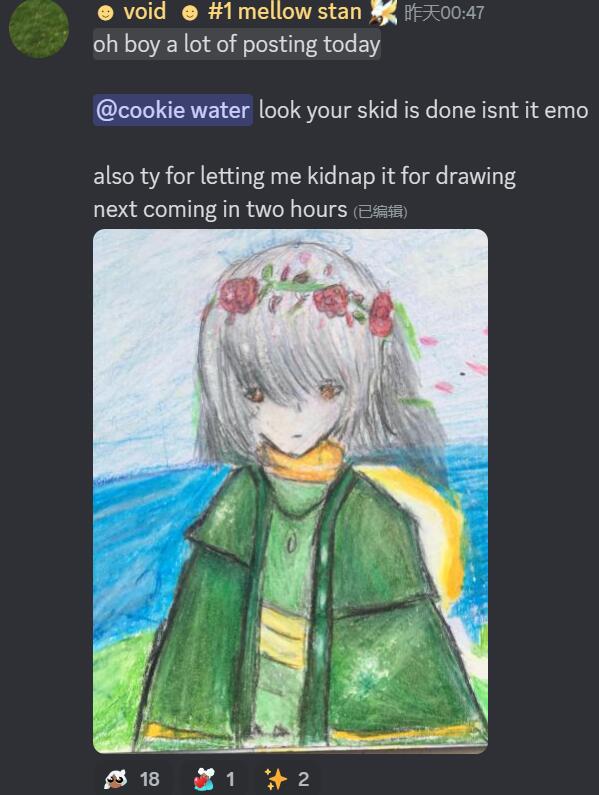 void #1 mellow stan 昨天00:47
oh boy a lot of posting today
@cookie water look your skid is done isnt it emo
also ty for letting me kidnap it for drawing
next coming in two hours (已编辑)
18 1 2